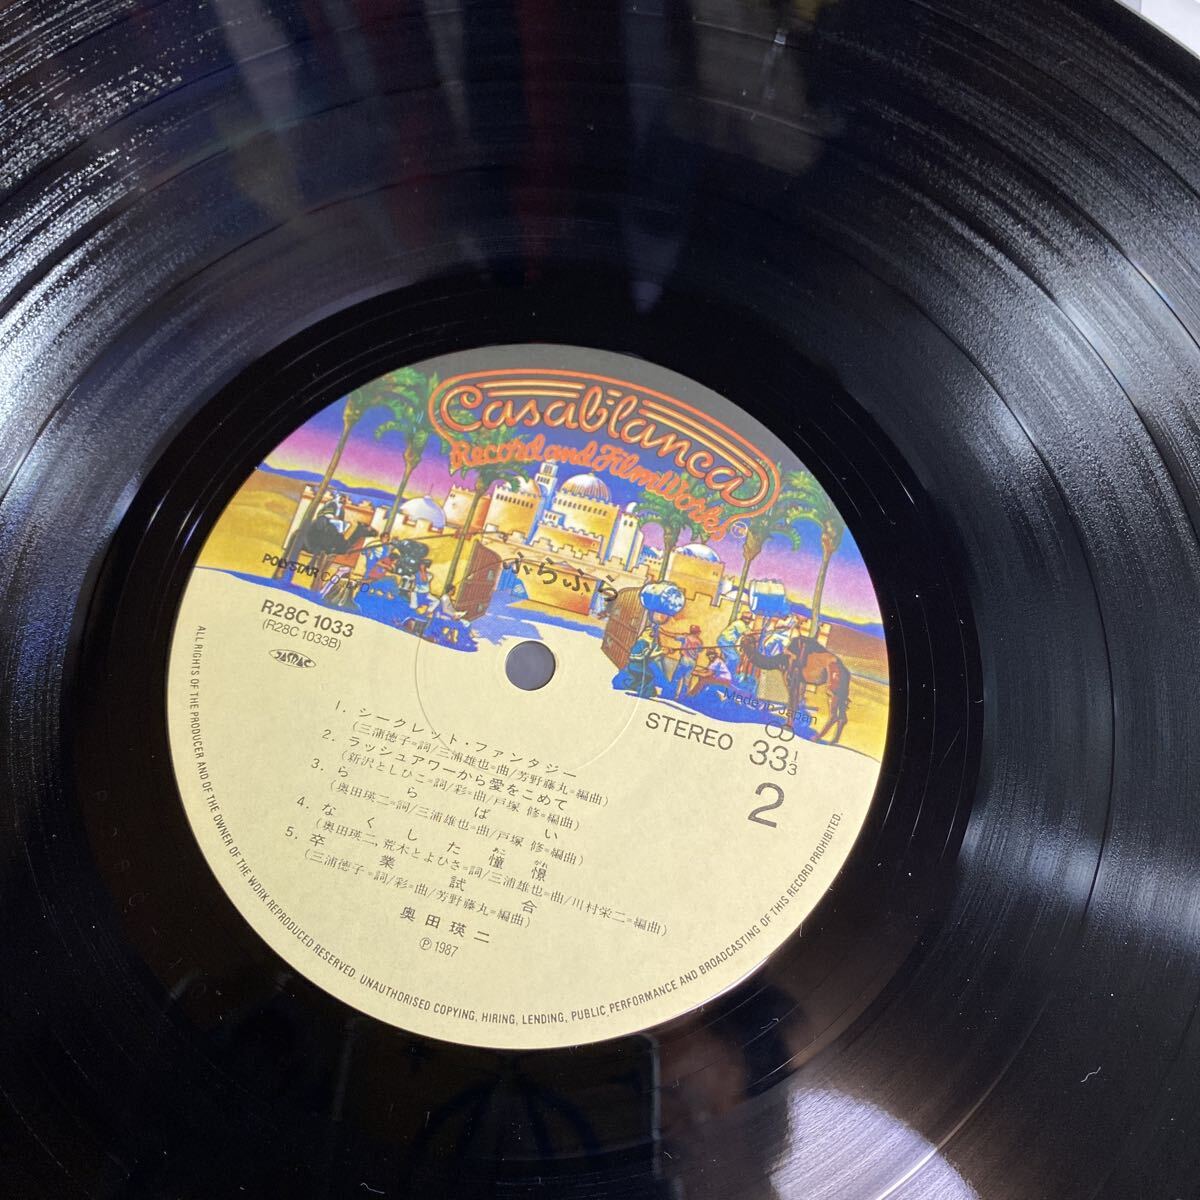 Casablanca
Record and FilmWorks
TM
ふらふら
POLYSTAR CO.,LTD.
R28C 1033
(R28C 1033B)
JASRAC
Made in Japan
STEREO 33 1/3
2
1. シークレット・ファンタジー
(三浦徳子=詞/三浦雄也=曲/芳野藤丸=編曲)
2. ラッシュアワーから愛をこめて
(新沢としひこ=詞/彩=曲/戸塚 修=編曲)
3. ららばい
(奥田瑛二=詞/三浦雄也=曲/戸塚 修=編曲)
4. なくした憧憬
(奥田瑛二,荒木とよひさ=詞/三浦雄也=曲/川村栄二=編曲)
5. 卒業試合
(三浦徳子=詞/彩=曲/芳野藤丸=編曲)
奥田瑛二
Ⓟ1987
ALL RIGHTS OF THE PRODUCER AND OF THE OWNER OF THE WORK REPRODUCED RESERVED. UNAUTHORISED COPYING, HIRING, LENDING, PUBLIC PERFORMANCE AND BROADCASTING OF THIS RECORD PROHIBITED.